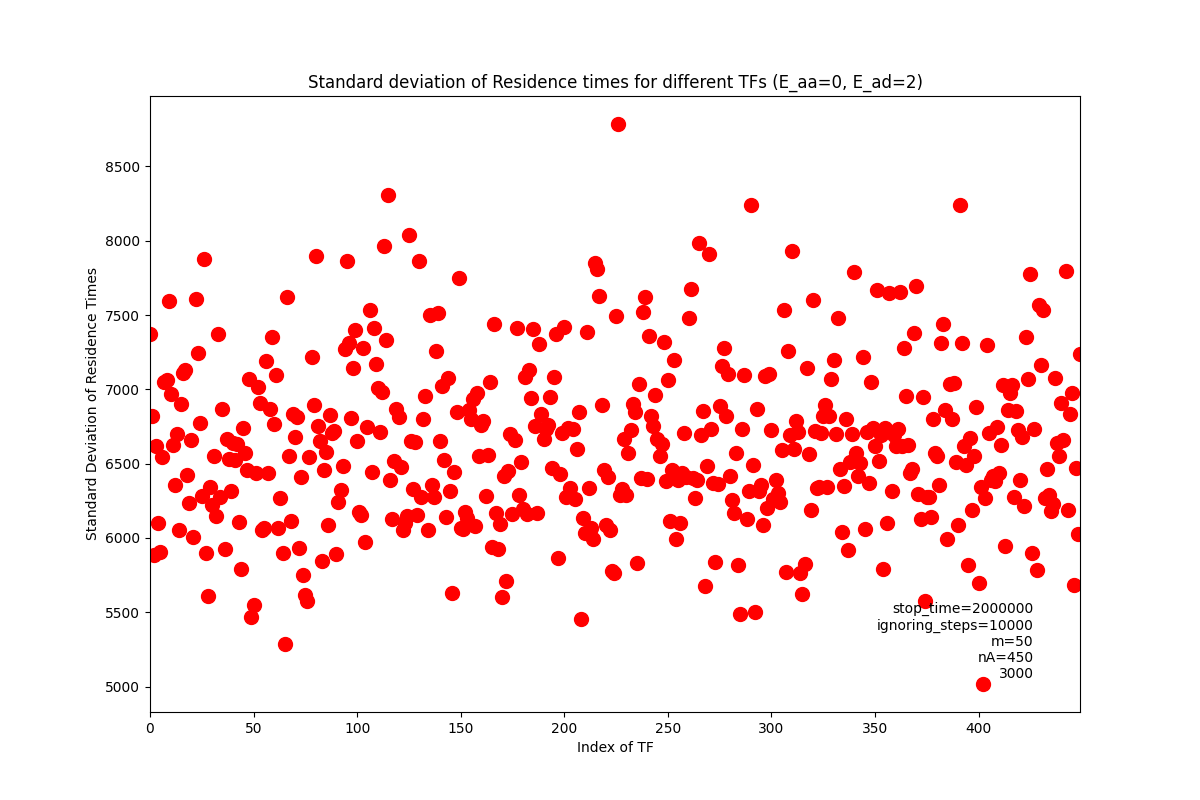 Standard deviation of Residence times for different TFs (E_aa=0, E_ad=2)
8500
8000
7500
7000
6500
6000
5500
5000
Standard Deviation of Residence Times
stop_time=2000000
ignoring_steps=10000
m=50
nA=450
3000
0 50 100 150 200 250 300 350 400
Index of TF